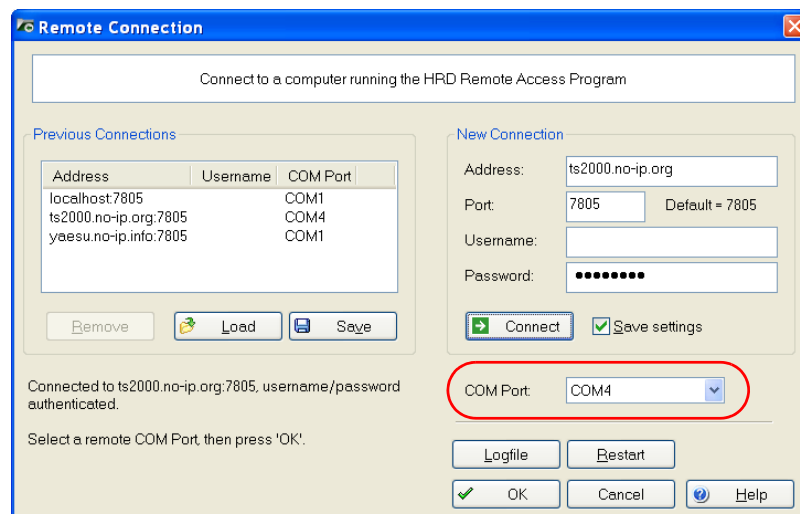 Remote Connection
Connect to a computer running the HRD Remote Access Program
Previous Connections
Address Username COM Port
localhost:7805 COM1
ts2000.no-ip.org:7805 COM4
yaesu.no-ip.info:7805 COM1
Remove Load Save
Connected to ts2000.no-ip.org:7805, username/password
authenticated.
Select a remote COM Port, then press 'OK'.
New Connection
Address: ts2000.no-ip.org
Port: 7805 Default = 7805
Username:
Password: ●●●●●●●●
Connect Save settings
COM Port: COM4
Logfile Restart
OK Cancel Help